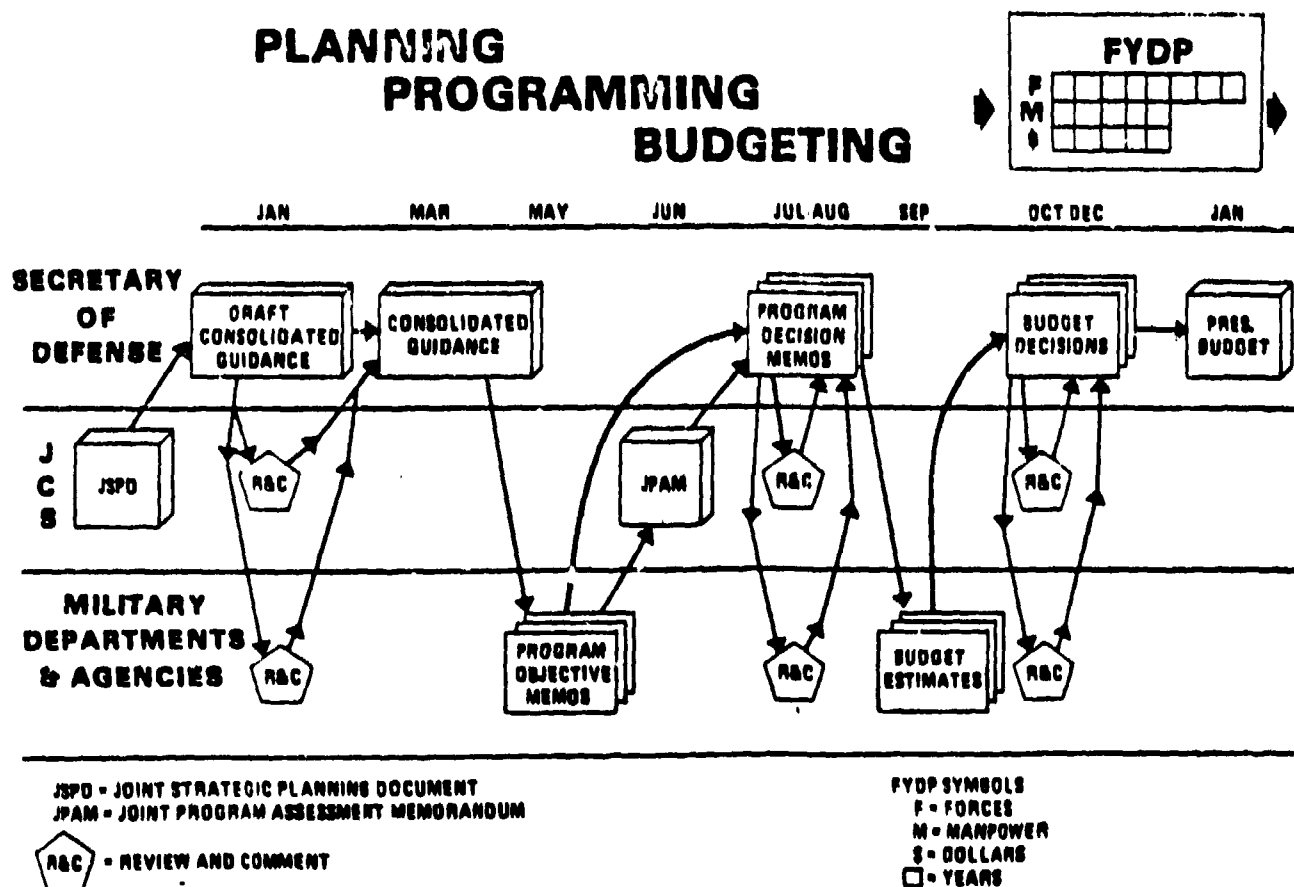 PLANNING
PROGRAMMING
BUDGETING
FYDP
F
M
$
JAN MAR MAY JUN JUL-AUG SEP OCT DEC JAN
SECRETARY
OF
DEFENSE
DRAFT
CONSOLIDATED
GUIDANCE
CONSOLIDATED
GUIDANCE
PROGRAM
DECISION
MEMOS
BUDGET
DECISIONS
PRES.
BUDGET
J
C
S
JSPD
R&C
JPAM
R&C
R&C
MILITARY
DEPARTMENTS
& AGENCIES
R&C
PROGRAM
OBJECTIVE
MEMOS
R&C
BUDGET
ESTIMATES
R&C
JSPD = JOINT STRATEGIC PLANNING DOCUMENT
JPAM = JOINT PROGRAM ASSESSMENT MEMORANDUM
R&C = REVIEW AND COMMENT
FYDP SYMBOLS
F = FORCES
M = MANPOWER
$ = DOLLARS
□ = YEARS